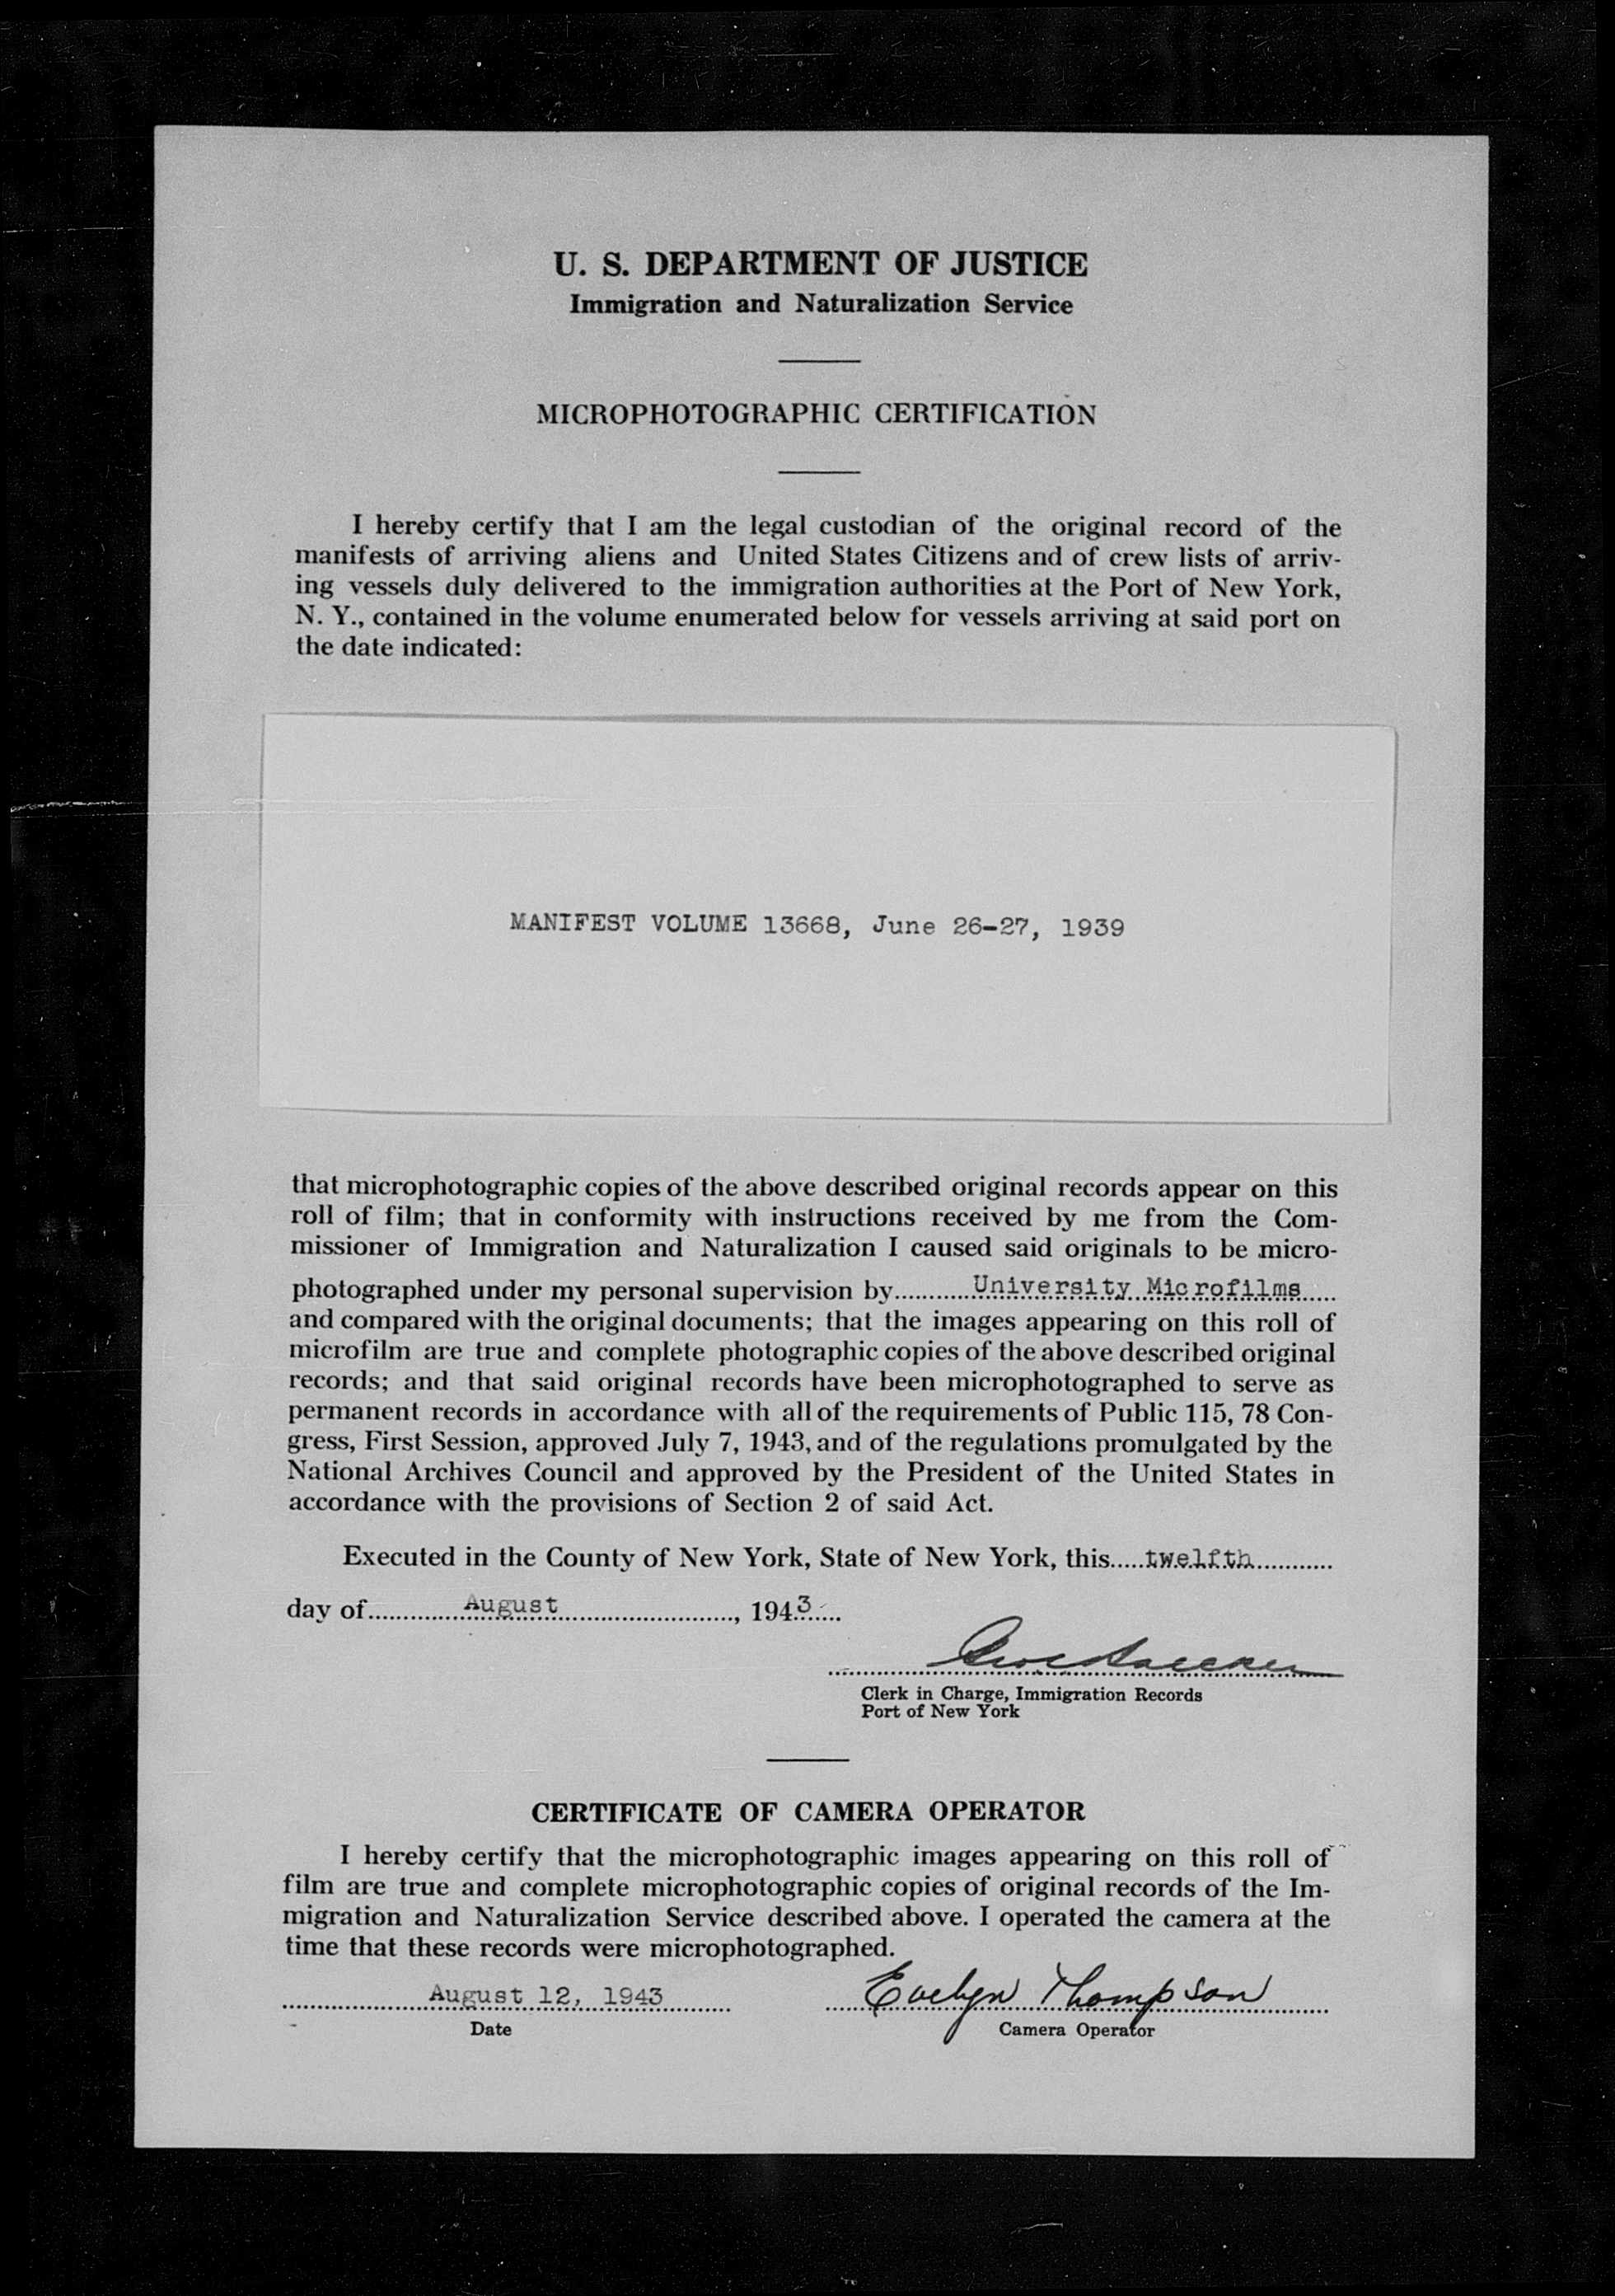 U. S. DEPARTMENT OF JUSTICE
Immigration and Naturalization Service
MICROPHOTOGRAPHIC CERTIFICATION
I hereby certify that I am the legal custodian of the original record of the
manifests of arriving aliens and United States Citizens and of crew lists of arriv-
ing vessels duly delivered to the immigration authorities at the Port of New York,
N. Y., contained in the volume enumerated below for vessels arriving at said port on
the date indicated:
MANIFEST VOLUME 13668, June 26-27, 1939
that microphotographic copies of the above described original records appear on this
roll of film; that in conformity with instructions received by me from the Com-
missioner of Immigration and Naturalization I caused said originals to be micro-
photographed under my personal supervision by University Microfilms
and compared with the original documents; that the images appearing on this roll of
microfilm are true and complete photographic copies of the above described original
records; and that said original records have been microphotographed to serve as
permanent records in accordance with all of the requirements of Public 115, 78 Con-
gress, First Session, approved July 7, 1943, and of the regulations promulgated by the
National Archives Council and approved by the President of the United States in
accordance with the provisions of Section 2 of said Act.
Executed in the County of New York, State of New York, this twelfth
day of August, 1943
Clerk in Charge, Immigration Records
Port of New York
CERTIFICATE OF CAMERA OPERATOR
I hereby certify that the microphotographic images appearing on this roll of
film are true and complete microphotographic copies of original records of the Im-
migration and Naturalization Service described above. I operated the camera at the
time that these records were microphotographed.
August 12, 1943 Evelyn Thompson
Date Camera Operator